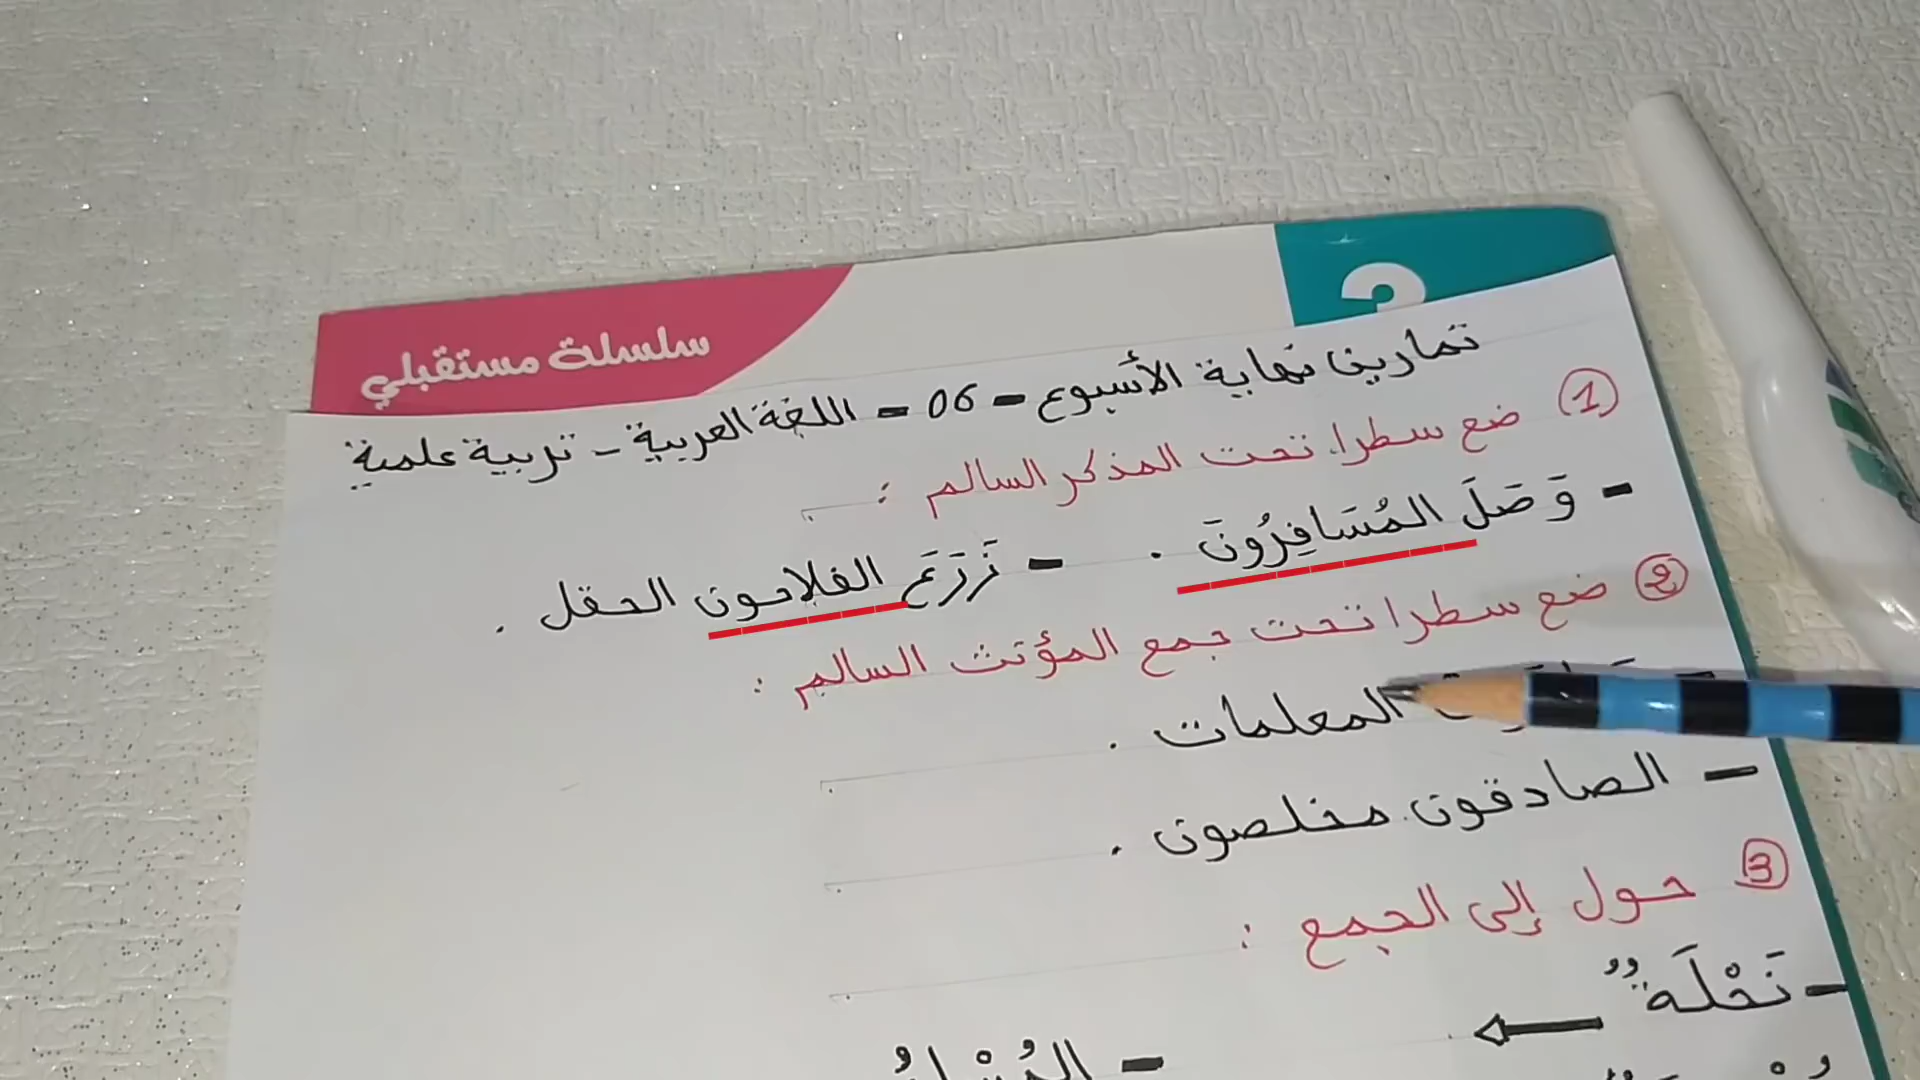 سلسلة مستقبلي
تمارين نهاية الأسبوع - 06 - اللغة العربية - تربية علمية
① ضع سطرا تحت المذكر السالم :
- وَصَلَ المُسَافِرُونَ . - زَرَعَ الفلاحون الحقل .
② ضع سطرا تحت جمع المؤنث السالم :
المعلمات .
- الصادقون مخلصون .
③ حول إلى الجمع :
- نَحْلَةٌ